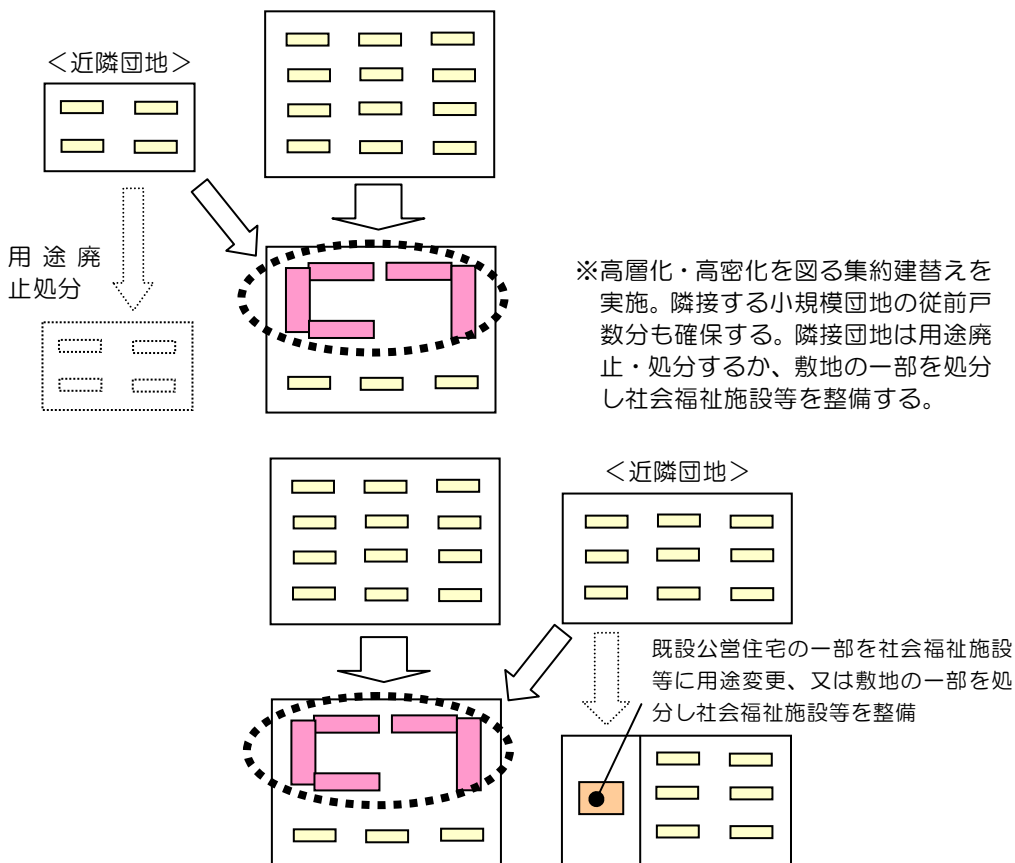 ＜近隣団地＞
用途廃
止処分
※高層化・高密化を図る集約建替えを
実施。隣接する小規模団地の従前戸
数分も確保する。隣接団地は用途廃
止・処分するか、敷地の一部を処分
し社会福祉施設等を整備する。
＜近隣団地＞
既設公営住宅の一部を社会福祉施設
等に用途変更、又は敷地の一部を処
分し社会福祉施設等を整備